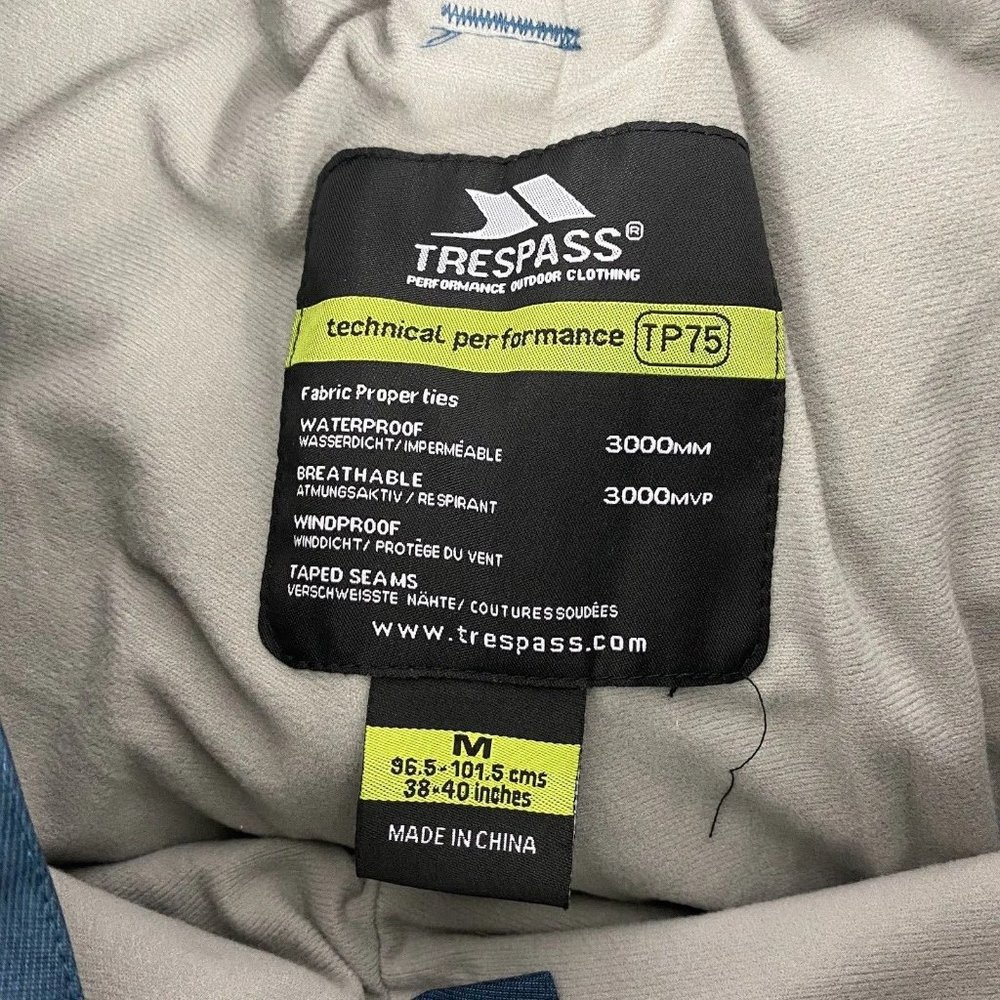 TRESPASS®
PERFORMANCE OUTDOOR CLOTHING
technical performance TP75
Fabric Properties
WATERPROOF 3000MM
WASSERDICHT/IMPERMÉABLE
BREATHABLE 3000MVP
ATMUNGSAKTIV/RESPIRANT
WINDPROOF
WINDDICHT/ PROTÈGE DU VENT
TAPED SEAMS
VERSCHWEISSTE NÄHTE/ COUTURES SOUDÉES
www.trespass.com
M
96.5-101.5 cms
38-40 inches
MADE IN CHINA